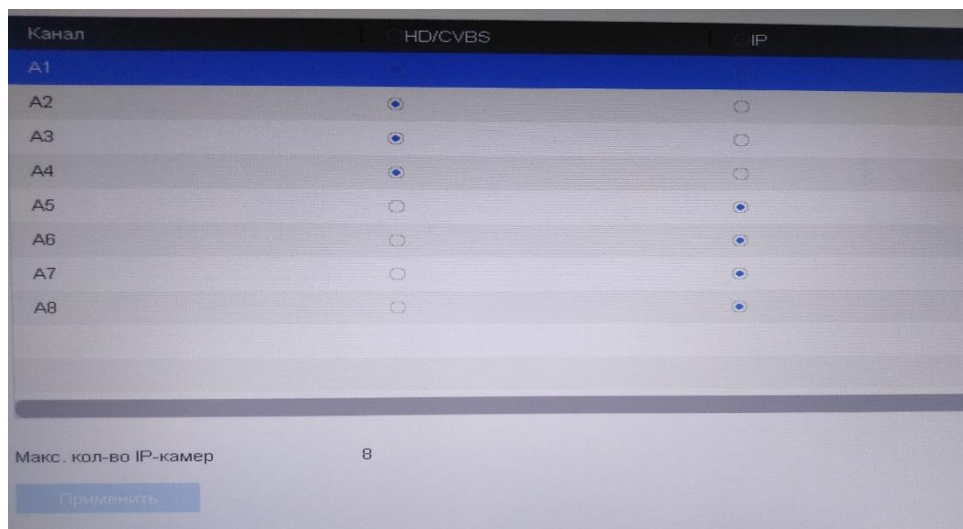 Канал HD/CVBS IP
A1
A2
A3
A4
A5
A6
A7
A8
Макс. кол-во IP-камер 8
Применить